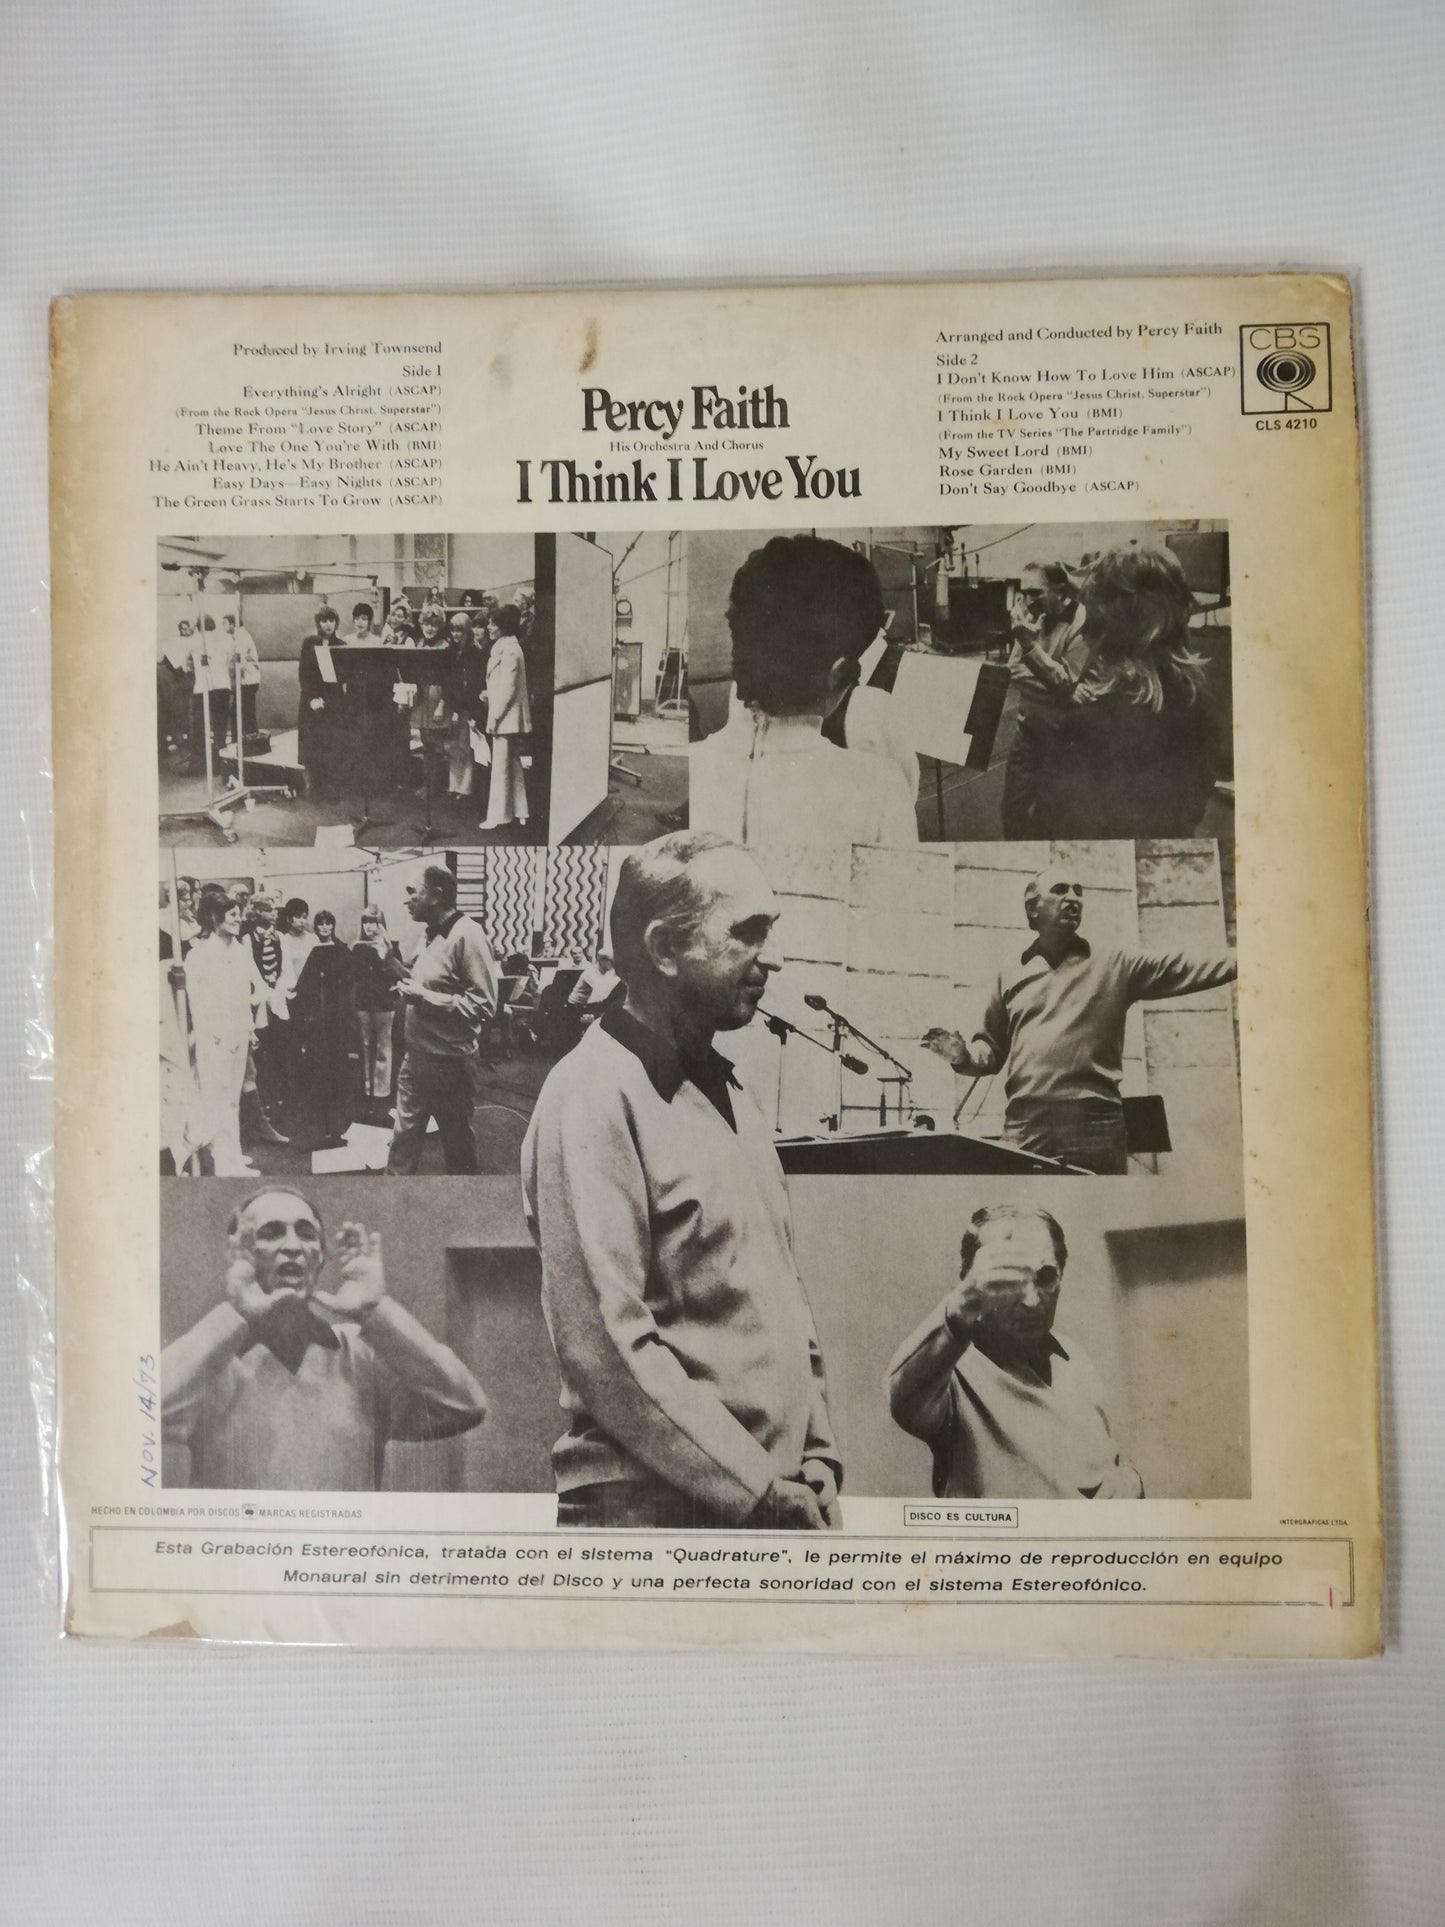 Produced by Irving Townsend
Side 1
Everything's Alright (ASCAP)
(From the Rock Opera "Jesus Christ, Superstar")
Theme From "Love Story" (ASCAP)
Love The One You're With (BMI)
He Ain't Heavy, He's My Brother (ASCAP)
Easy Days—Easy Nights (ASCAP)
The Green Grass Starts To Grow (ASCAP)
Percy Faith
His Orchestra And Chorus
I Think I Love You
Arranged and Conducted by Percy Faith
Side 2
I Don't Know How To Love Him (ASCAP)
(From the Rock Opera "Jesus Christ, Superstar")
I Think I Love You (BMI)
(From the TV Series "The Partridge Family")
My Sweet Lord (BMI)
Rose Garden (BMI)
Don't Say Goodbye (ASCAP)
CBS
CLS 4210
NOV. 14/73
HECHO EN COLOMBIA POR DISCOS MARCAS REGISTRADAS
DISCO ES CULTURA
INTERGRAFICAS LTDA.
Esta Grabación Estereofónica, tratada con el sistema "Quadrature", le permite el máximo de reproducción en equipo
Monaural sin detrimento del Disco y una perfecta sonoridad con el sistema Estereofónico.